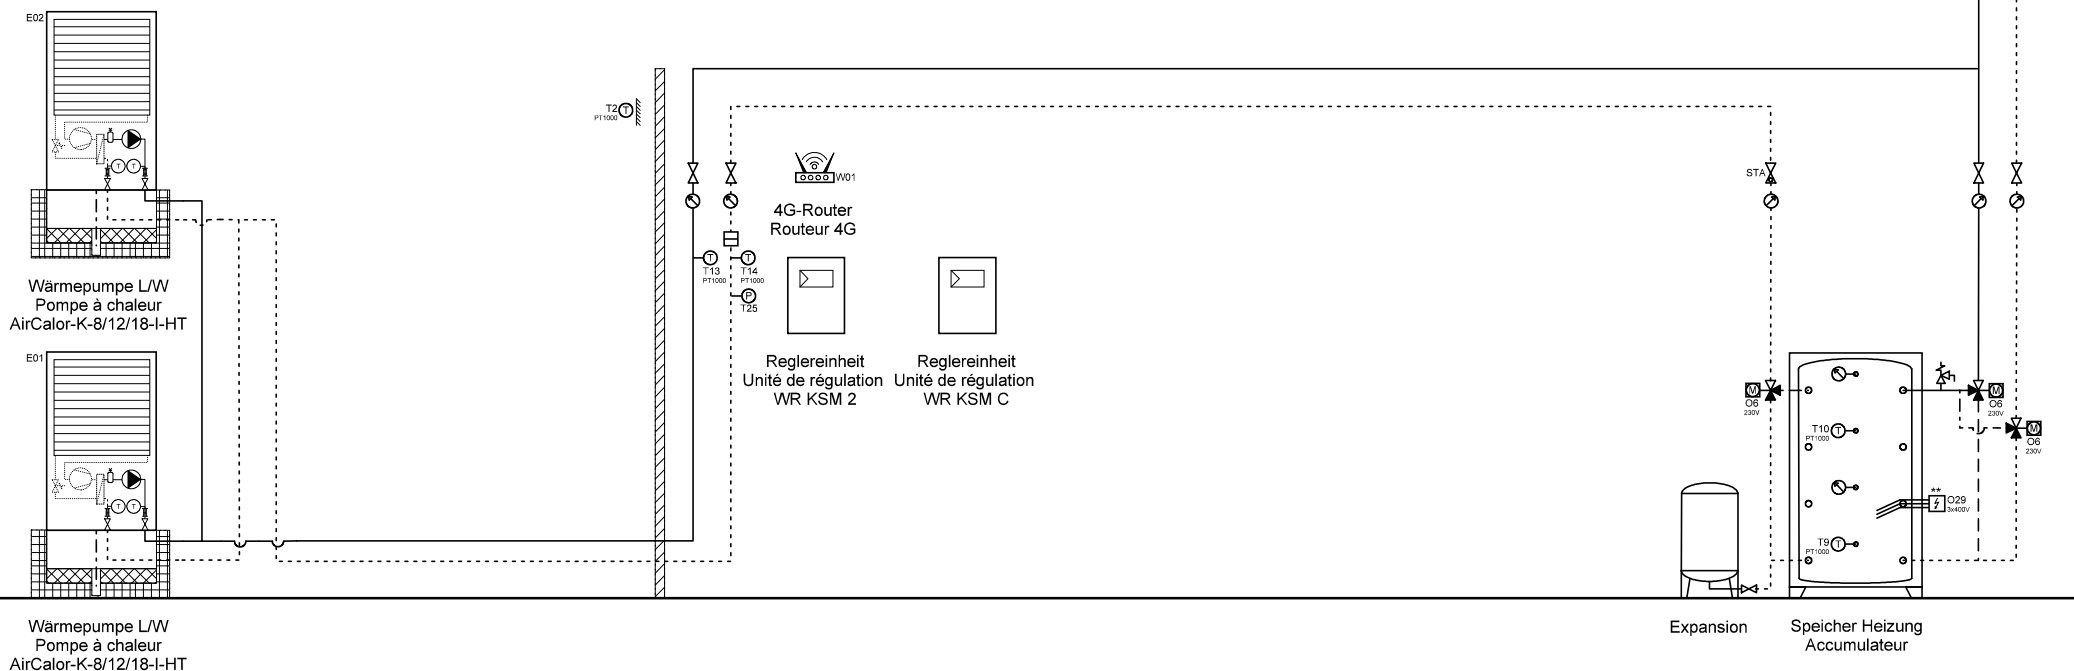 E02
Wärmepumpe L/W
Pompe à chaleur
AirCalor-K-8/12/18-I-HT
T
T
E01
T
T
Wärmepumpe L/W
Pompe à chaleur
AirCalor-K-8/12/18-I-HT
T2
PT1000
T
T
T13
PT1000
T
T14
PT1000
P
T25
W01
4G-Router
Routeur 4G
Reglereinheit
Unité de régulation
WR KSM 2
Reglereinheit
Unité de régulation
WR KSM C
STA
M
O6
230V
M
O6
230V
M
O6
230V
T10
PT1000
T
**
O29
3x400V
T9
PT1000
T
Expansion
Speicher Heizung
Accumulateur